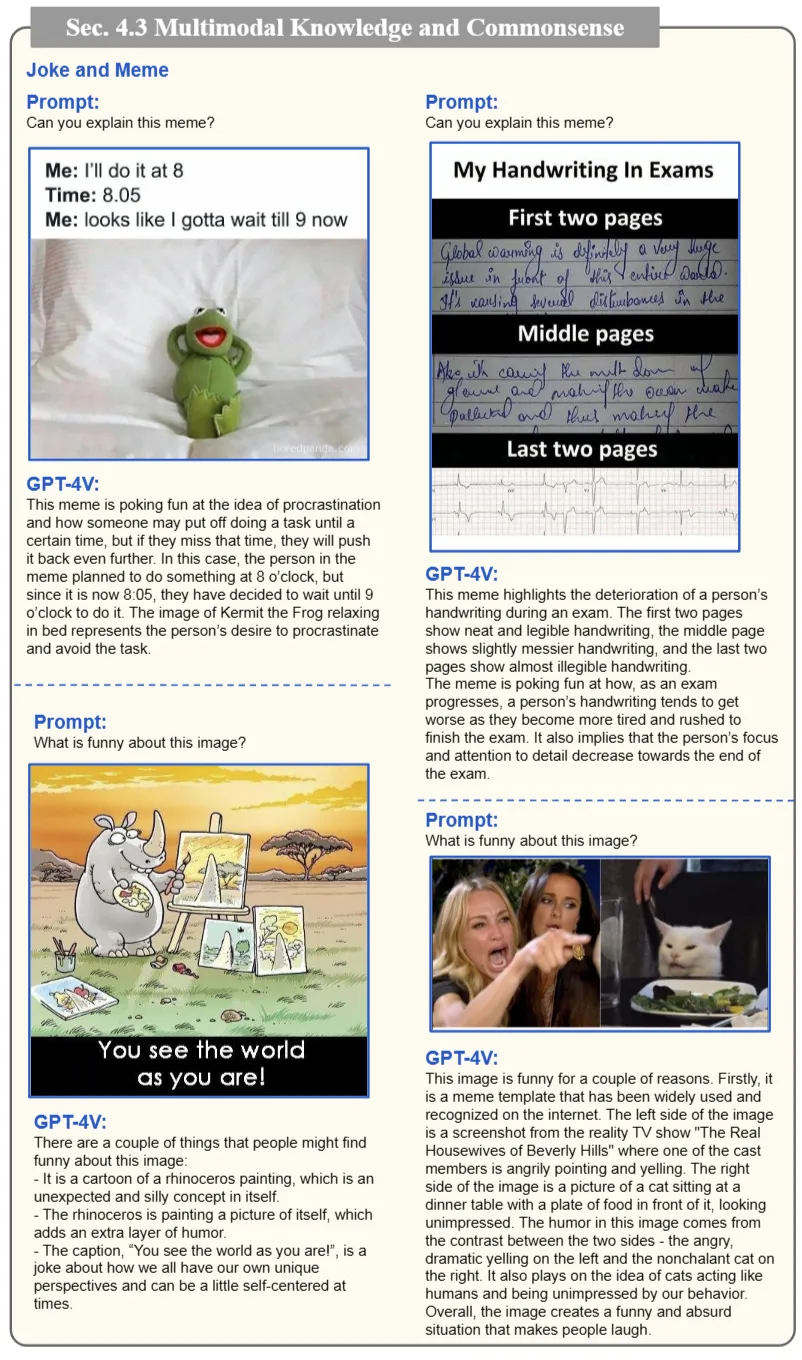 Sec. 4.3 Multimodal Knowledge and Commonsense
Joke and Meme
Prompt:
Can you explain this meme?
Me: I'll do it at 8
Time: 8.05
Me: looks like I gotta wait till 9 now
boredpanda.com
GPT-4V:
This meme is poking fun at the idea of procrastination
and how someone may put off doing a task until a
certain time, but if they miss that time, they will push
it back even further. In this case, the person in the
meme planned to do something at 8 o'clock, but
since it is now 8:05, they have decided to wait until 9
o'clock to do it. The image of Kermit the Frog relaxing
in bed represents the person's desire to procrastinate
and avoid the task.
Prompt:
What is funny about this image?
You see the world
as you are!
GPT-4V:
There are a couple of things that people might find
funny about this image:
- It is a cartoon of a rhinoceros painting, which is an
unexpected and silly concept in itself.
- The rhinoceros is painting a picture of itself, which
adds an extra layer of humor.
- The caption, "You see the world as you are!", is a
joke about how we all have our own unique
perspectives and can be a little self-centered at
times.
Prompt:
Can you explain this meme?
My Handwriting In Exams
First two pages
Global warming is definitely a very huge
issue in front of this entire world.
It's causing several disturbances in the
Middle pages
Also with causing the melt down of
and making the ocean
polluted and thus making the
Last two pages
GPT-4V:
This meme highlights the deterioration of a person's
handwriting during an exam. The first two pages
show neat and legible handwriting, the middle page
shows slightly messier handwriting, and the last two
pages show almost illegible handwriting.
The meme is poking fun at how, as an exam
progresses, a person's handwriting tends to get
worse as they become more tired and rushed to
finish the exam. It also implies that the person's focus
and attention to detail decrease towards the end of
the exam.
Prompt:
What is funny about this image?
GPT-4V:
This image is funny for a couple of reasons. Firstly, it
is a meme template that has been widely used and
recognized on the internet. The left side of the image
is a screenshot from the reality TV show "The Real
Housewives of Beverly Hills" where one of the cast
members is angrily pointing and yelling. The right
side of the image is a picture of a cat sitting at a
dinner table with a plate of food in front of it, looking
unimpressed. The humor in this image comes from
the contrast between the two sides - the angry,
dramatic yelling on the left and the nonchalant cat on
the right. It also plays on the idea of cats acting like
humans and being unimpressed by our behavior.
Overall, the image creates a funny and absurd
situation that makes people laugh.